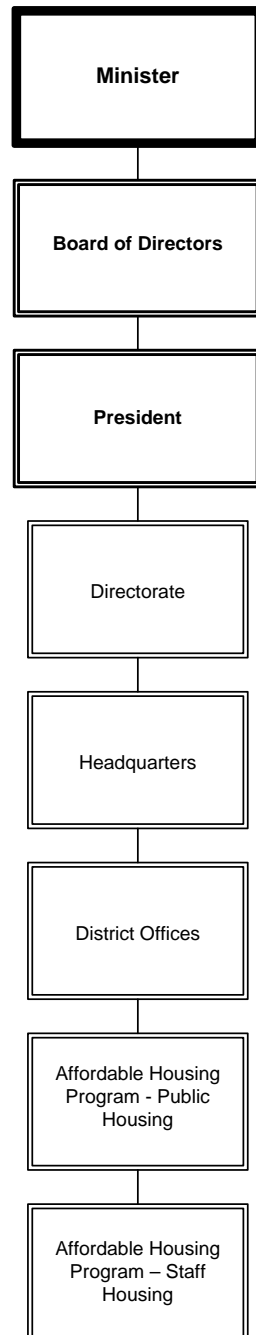 Minister
Board of Directors
President
Directorate
Headquarters
District Offices
Affordable Housing
Program - Public
Housing
Affordable Housing
Program – Staff
Housing